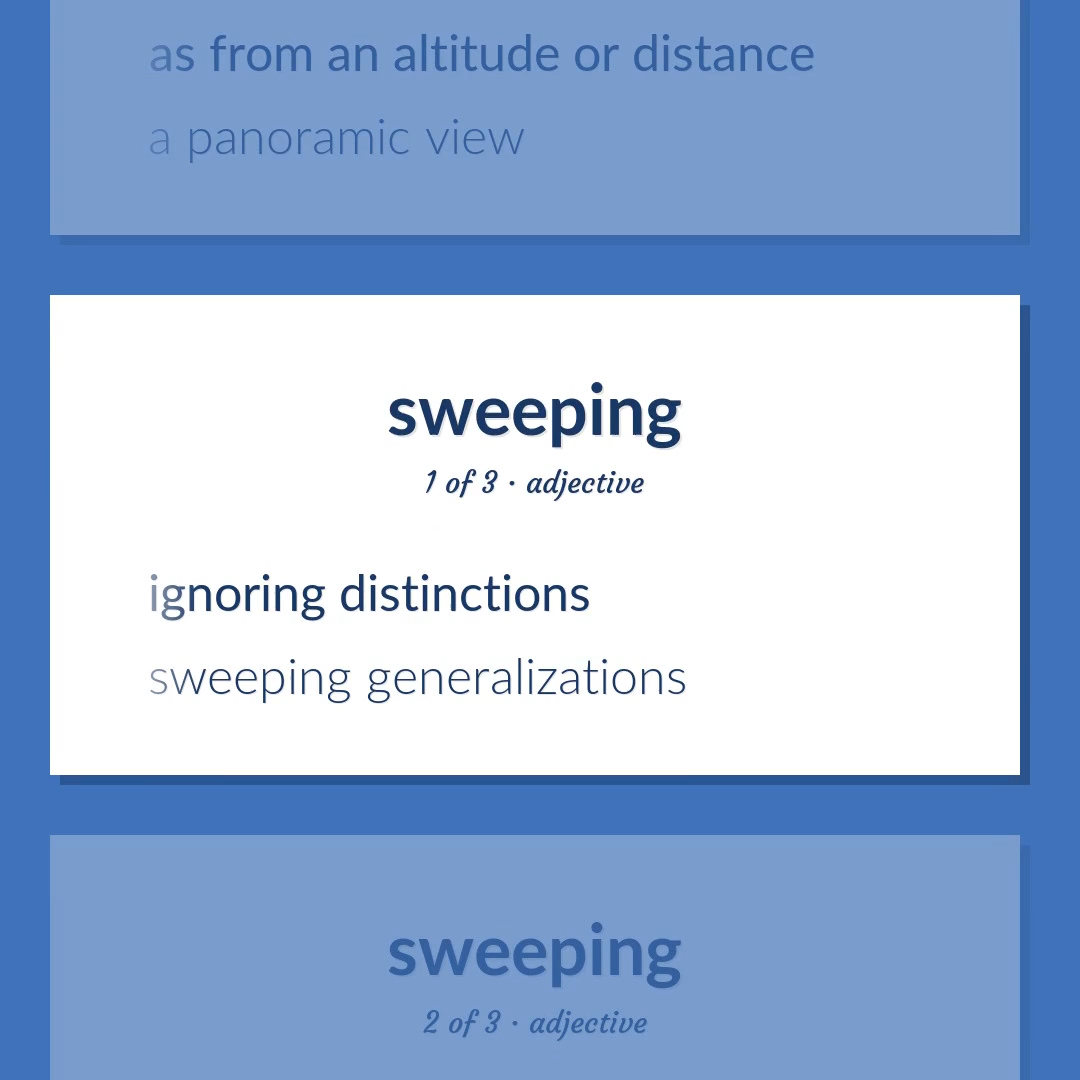 as from an altitude or distance
a panoramic view
sweeping
1 of 3 · adjective
ignoring distinctions
sweeping generalizations
sweeping
2 of 3 · adjective